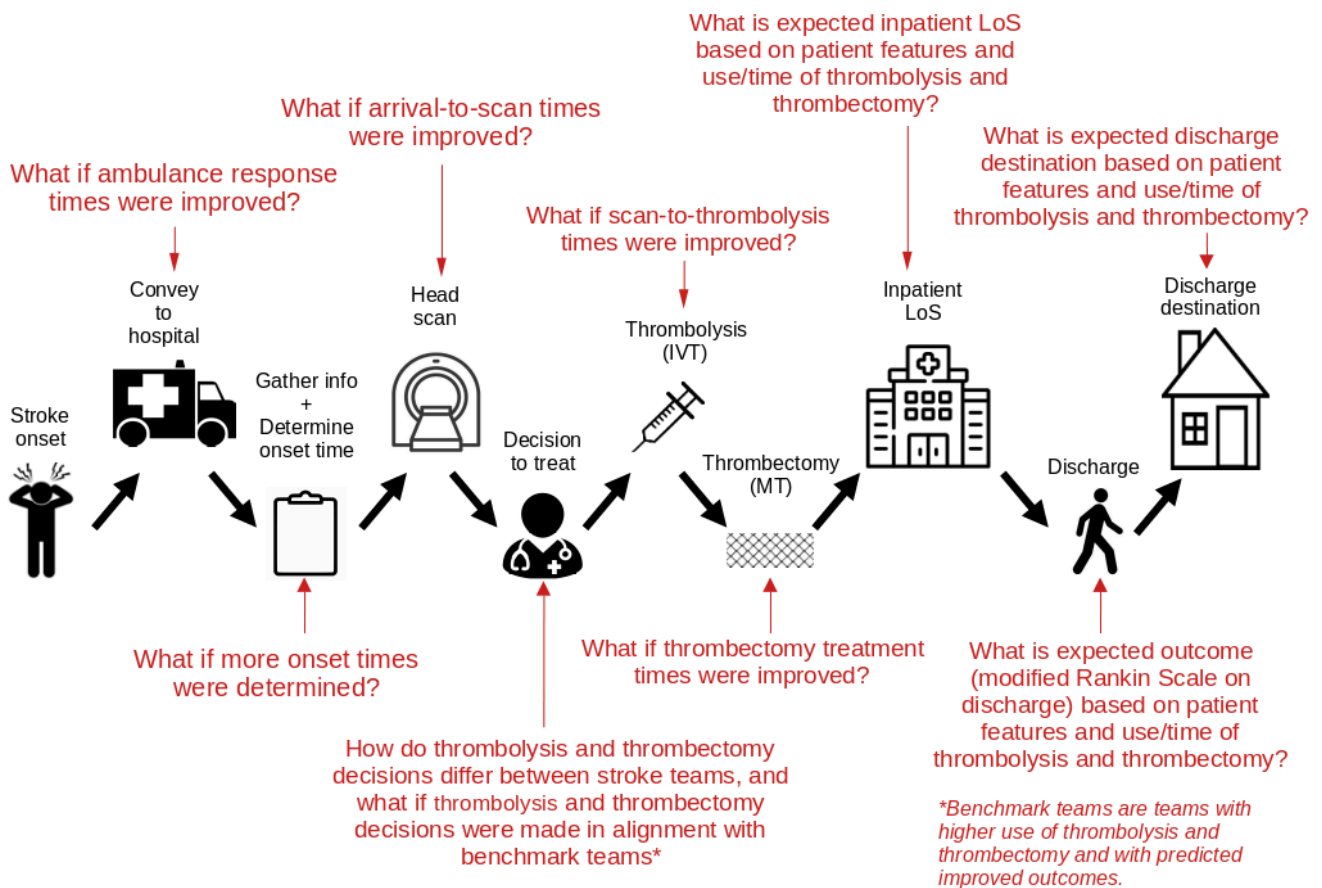 What is expected inpatient LoS
based on patient features and
use/time of thrombolysis and
thrombectomy?
What if arrival-to-scan times
were improved?
What is expected discharge
destination based on patient
features and use/time of
thrombolysis and thrombectomy?
What if ambulance response
times were improved?
What if scan-to-thrombolysis
times were improved?
Stroke
onset
Convey
to
hospital
Gather info
+
Determine
onset time
Head
scan
Decision
to treat
Thrombolysis
(IVT)
Thrombectomy
(MT)
Inpatient
LoS
Discharge
Discharge
destination
What if more onset times
were determined?
How do thrombolysis and thrombectomy
decisions differ between stroke teams, and
what if thrombolysis and thrombectomy
decisions were made in alignment with
benchmark teams*
What if thrombectomy treatment
times were improved?
What is expected outcome
(modified Rankin Scale on
discharge) based on patient
features and use/time of
thrombolysis and thrombectomy?
*Benchmark teams are teams with
higher use of thrombolysis and
thrombectomy and with predicted
improved outcomes.